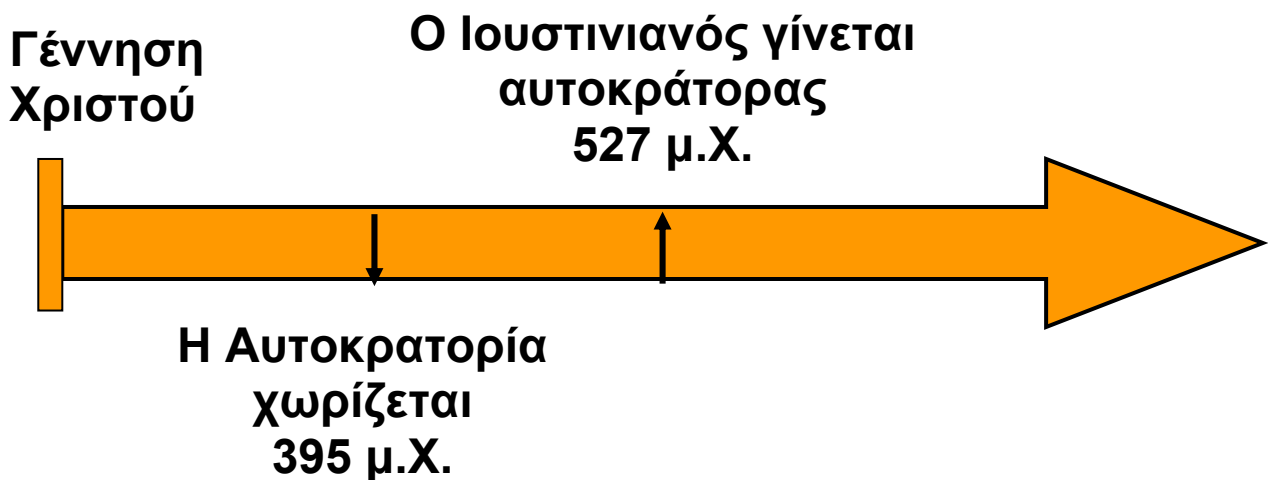 Γέννηση
Χριστού
Ο Ιουστινιανός γίνεται
αυτοκράτορας
527 μ.Χ.
Η Αυτοκρατορία
χωρίζεται
395 μ.Χ.